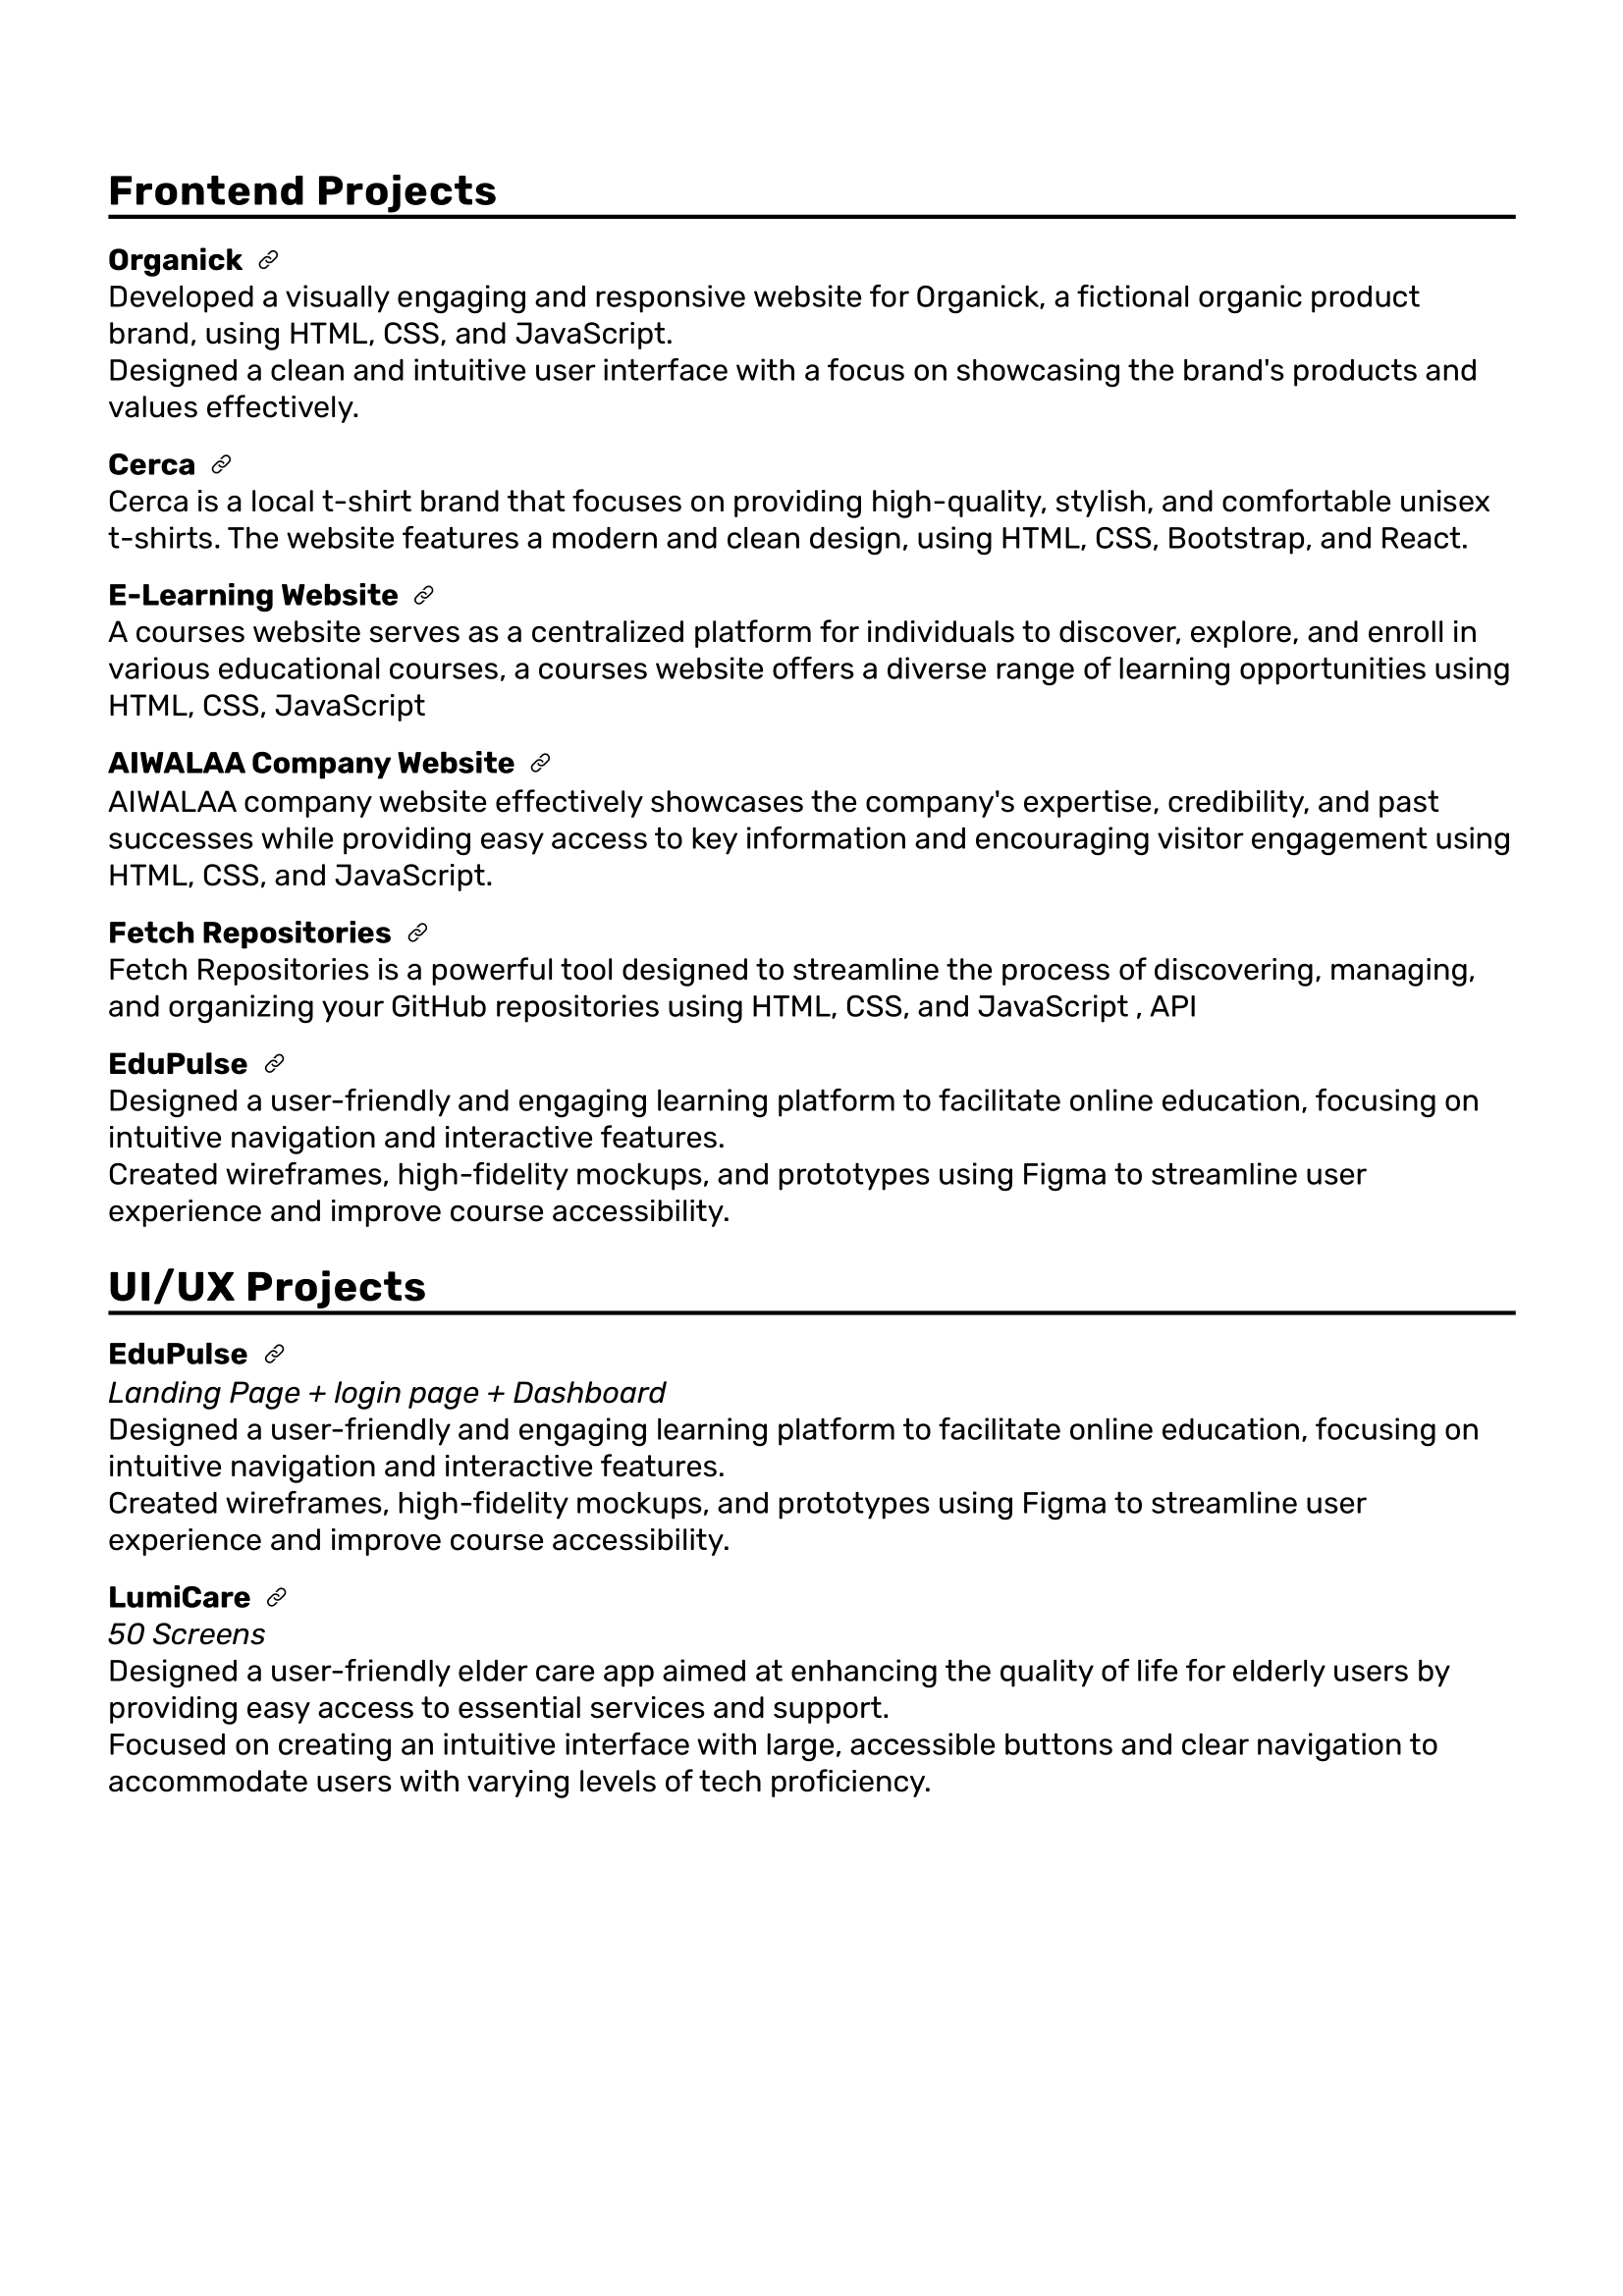 Frontend Projects
Organick
Developed a visually engaging and responsive website for Organick, a fictional organic product
brand, using HTML, CSS, and JavaScript.
Designed a clean and intuitive user interface with a focus on showcasing the brand's products and
values effectively.
Cerca
Cerca is a local t-shirt brand that focuses on providing high-quality, stylish, and comfortable unisex
t-shirts. The website features a modern and clean design, using HTML, CSS, Bootstrap, and React.
E-Learning Website
A courses website serves as a centralized platform for individuals to discover, explore, and enroll in
various educational courses, a courses website offers a diverse range of learning opportunities using
HTML, CSS, JavaScript
AIWALAA Company Website
AIWALAA company website effectively showcases the company's expertise, credibility, and past
successes while providing easy access to key information and encouraging visitor engagement using
HTML, CSS, and JavaScript.
Fetch Repositories
Fetch Repositories is a powerful tool designed to streamline the process of discovering, managing,
and organizing your GitHub repositories using HTML, CSS, and JavaScript , API
EduPulse
Designed a user-friendly and engaging learning platform to facilitate online education, focusing on
intuitive navigation and interactive features.
Created wireframes, high-fidelity mockups, and prototypes using Figma to streamline user
experience and improve course accessibility.
UI/UX Projects
EduPulse
Landing Page + login page + Dashboard
Designed a user-friendly and engaging learning platform to facilitate online education, focusing on
intuitive navigation and interactive features.
Created wireframes, high-fidelity mockups, and prototypes using Figma to streamline user
experience and improve course accessibility.
LumiCare
50 Screens
Designed a user-friendly elder care app aimed at enhancing the quality of life for elderly users by
providing easy access to essential services and support.
Focused on creating an intuitive interface with large, accessible buttons and clear navigation to
accommodate users with varying levels of tech proficiency.